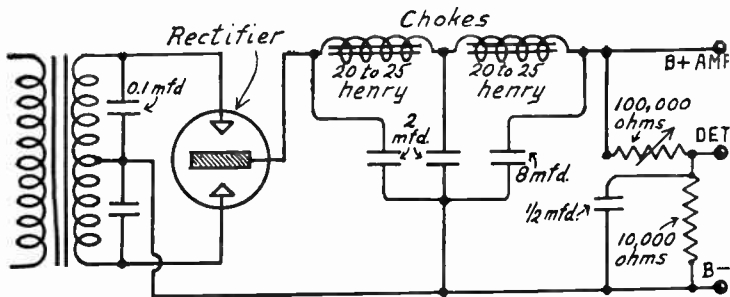 Chokes
Rectifier
B+ AMP
0.1 mfd
20 to 25
henry
20 to 25
henry
100,000
ohms
2
mfd.
DET
8 mfd.
1/2 mfd.
10,000
ohms
B-